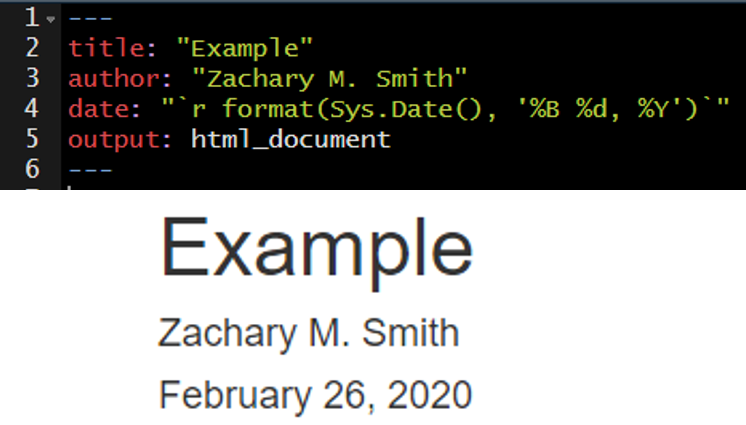 1 ---
2 title: "Example"
3 author: "Zachary M. Smith"
4 date: "`r format(Sys.Date(), '%B %d, %Y')`"
5 output: html_document
6 ---
Example
Zachary M. Smith
February 26, 2020